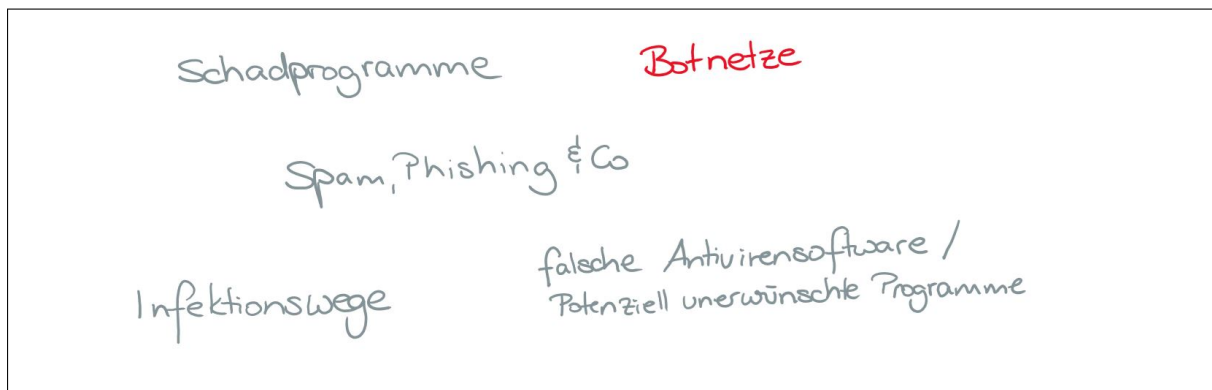 Schadprogramme
Botnetze
Spam, Phishing & Co
Infektionswege
falsche Antivirensoftware /
Potenziell unerwünschte Programme